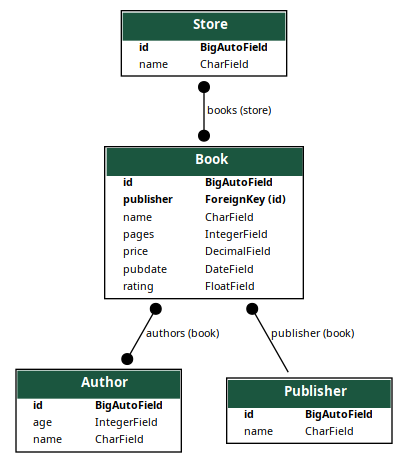 Store
id BigAutoField
name CharField
books (store)
Book
id BigAutoField
publisher ForeignKey (id)
name CharField
pages IntegerField
price DecimalField
pubdate DateField
rating FloatField
authors (book)
publisher (book)
Author
id BigAutoField
age IntegerField
name CharField
Publisher
id BigAutoField
name CharField